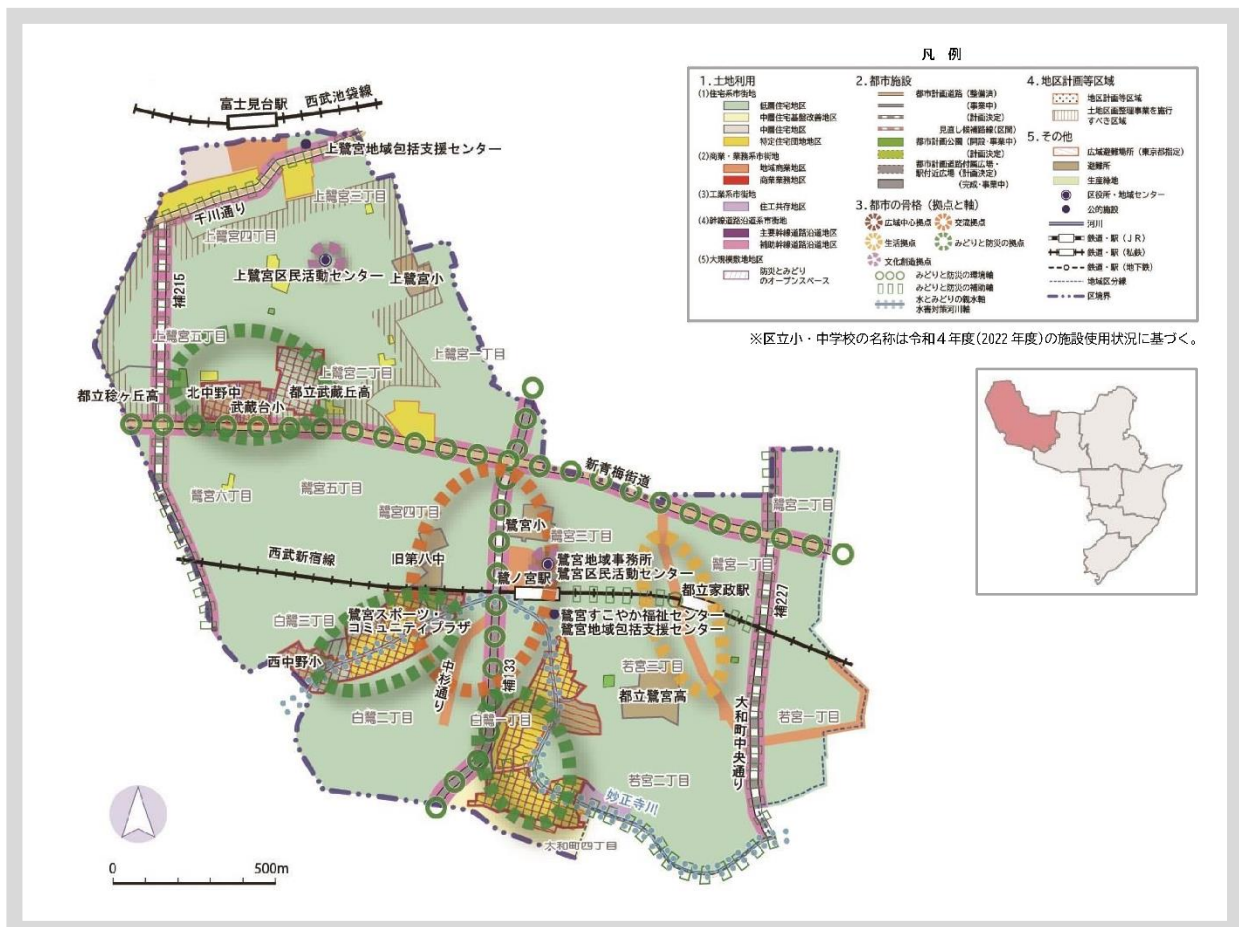 凡 例
1. 土地利用
(1)住宅系市街地
低層住宅地区
中層住宅基盤改善地区
中層住宅地区
特定住宅団地地区
(2)商業・業務系市街地
地域商業地区
商業業務地区
(3)工業系市街地
住工共存地区
(4)幹線道路沿道系市街地
主要幹線道路沿道地区
補助幹線道路沿道地区
(5)大規模敷地地区
防災とみどり
のオープンスペース
2. 都市施設
都市計画道路(整備済)
(事業中)
(計画決定)
見直し候補路線(区間)
都市計画公園(開設・事業中)
(計画決定)
都市計画道路付属広場・
駅付近広場(計画決定)
(完成・事業中)
3. 都市の骨格(拠点と軸)
広域中心拠点
交流拠点
生活拠点
みどりと防災の拠点
文化創造拠点
みどりと防災の環境軸
みどりと防災の補助軸
水とみどりの親水軸
水害対策河川軸
4. 地区計画等区域
地区計画等区域
土地区画整理事業を施行
すべき区域
5. その他
広域避難場所(東京都指定)
避難所
生産緑地
区役所・地域センター
公的施設
河川
鉄道・駅(JR)
鉄道・駅(私鉄)
鉄道・駅(地下鉄)
地域区分線
区境界
※区立小・中学校の名称は令和4年度(2022年度)の施設使用状況に基づく。
富士見台駅
西武池袋線
上鷺宮地域包括支援センター
千川通り
上鷺宮三丁目
上鷺宮四丁目
上鷺宮区民活動センター
上鷺宮小
補215
上鷺宮五丁目
上鷺宮一丁目
上鷺宮二丁目
都立稔ヶ丘高
北中野中
都立武蔵丘高
武蔵台小
新青梅街道
鷺宮六丁目
鷺宮五丁目
鷺宮四丁目
鷺宮小
鷺宮三丁目
鷺宮二丁目
西武新宿線
旧第八中
鷺宮地域事務所
鷺宮区民活動センター
鷺宮一丁目
鷺ノ宮駅
都立家政駅
補227
白鷺三丁目
鷺宮スポーツ・
コミュニティプラザ
鷺宮すこやか福祉センター
鷺宮地域包括支援センター
西中野小
中杉通り
補133
若宮三丁目
都立鷺宮高
白鷺二丁目
白鷺一丁目
大和町中央通り
若宮一丁目
若宮二丁目
妙正寺川
大和町四丁目
0
500m